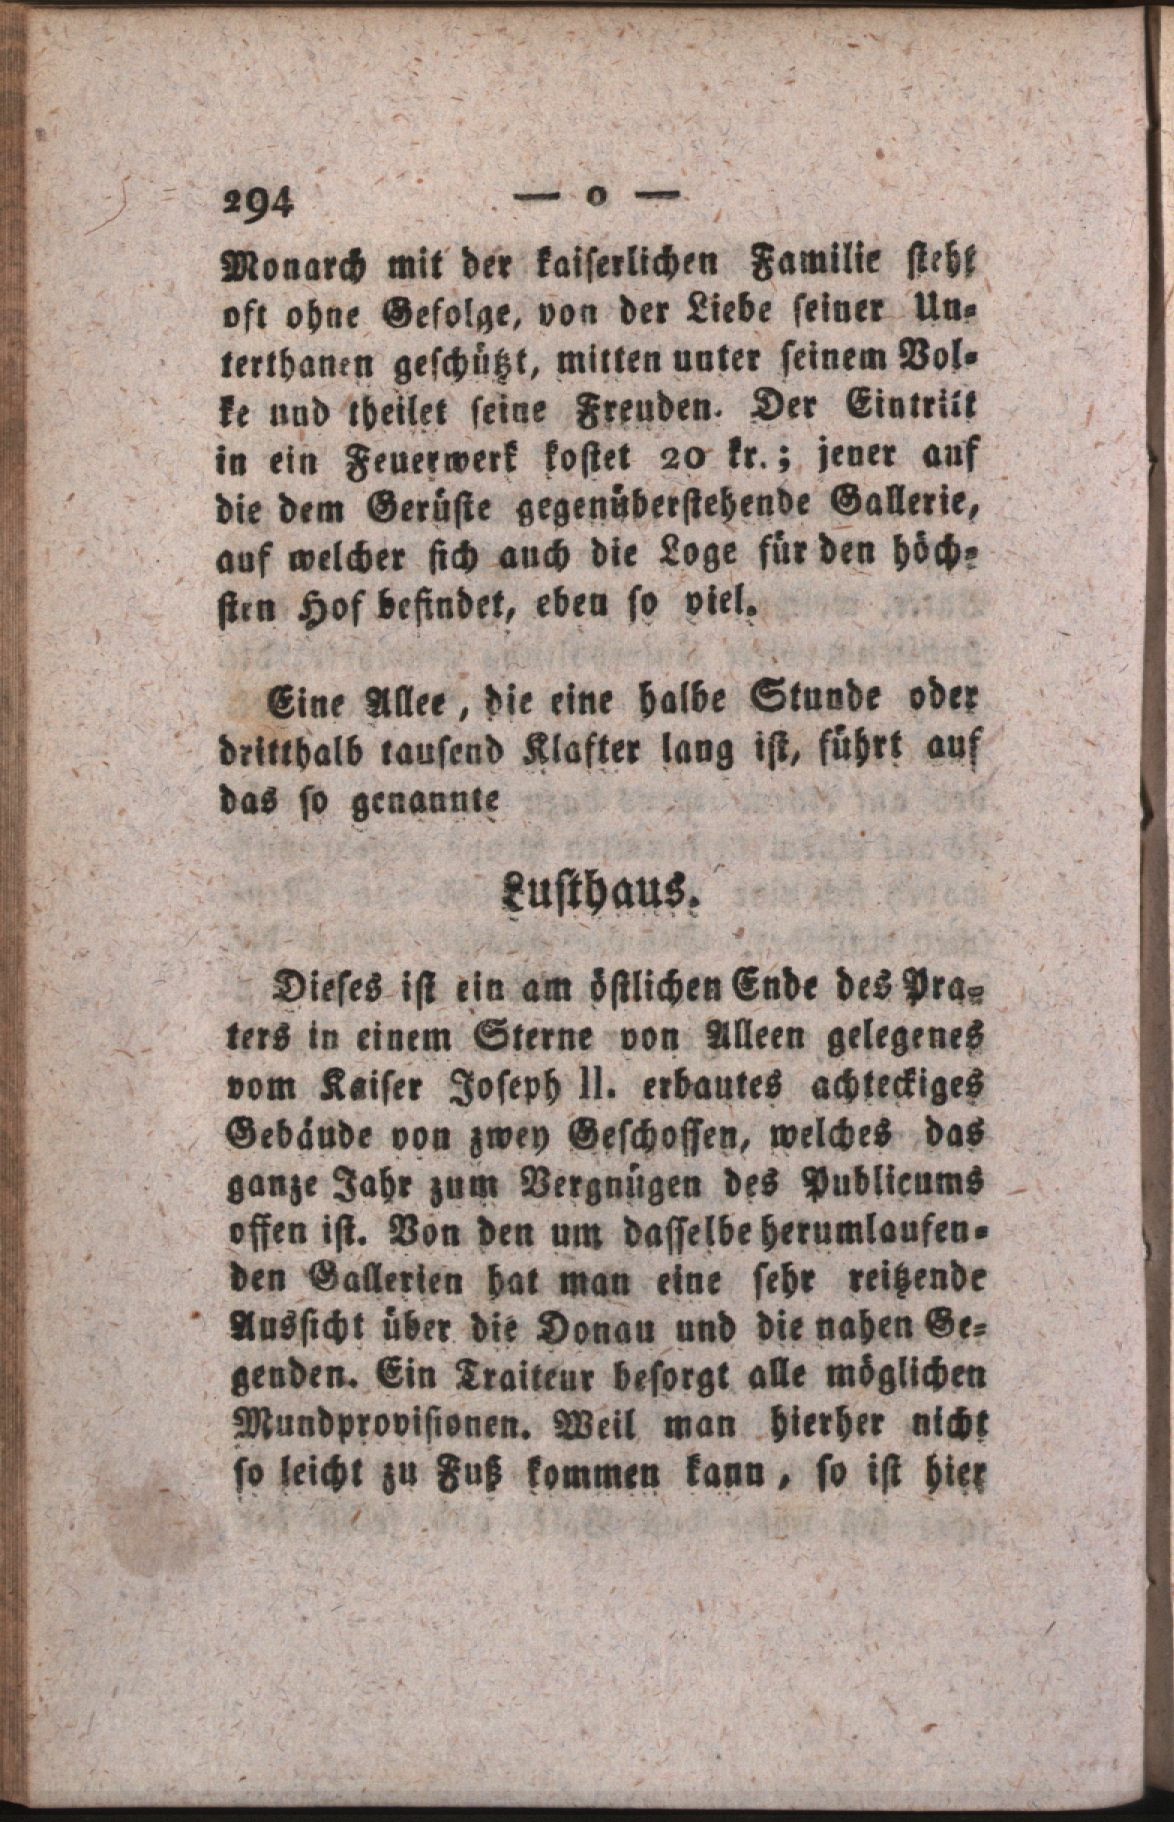 294 — o —
Monarch mit der kaiserlichen Familie steht
oft ohne Gefolge, von der Liebe seiner Un-
terthanen geschützt, mitten unter seinem Vol-
ke und theilet seine Freuden. Der Eintritt
in ein Feuerwerk kostet 20 kr.; jener auf
die dem Gerüste gegenüberstehende Gallerie,
auf welcher sich auch die Loge für den höch-
sten Hof befindet, eben so viel.
Eine Allee, die eine halbe Stunde oder
dritthalb tausend Klafter lang ist, führt auf
das so genannte
Lusthaus.
Dieses ist ein am östlichen Ende des Pra-
ters in einem Sterne von Alleen gelegenes
vom Kaiser Joseph II. erbautes achteckiges
Gebäude von zwey Geschossen, welches das
ganze Jahr zum Vergnügen des Publicums
offen ist. Von den um dasselbe herumlaufen-
den Gallerien hat man eine sehr reitzende
Aussicht über die Donau und die nahen Ge-
genden. Ein Traiteur besorgt alle möglichen
Mundprovisionen. Weil man hierher nicht
so leicht zu Fuß kommen kann, so ist hier